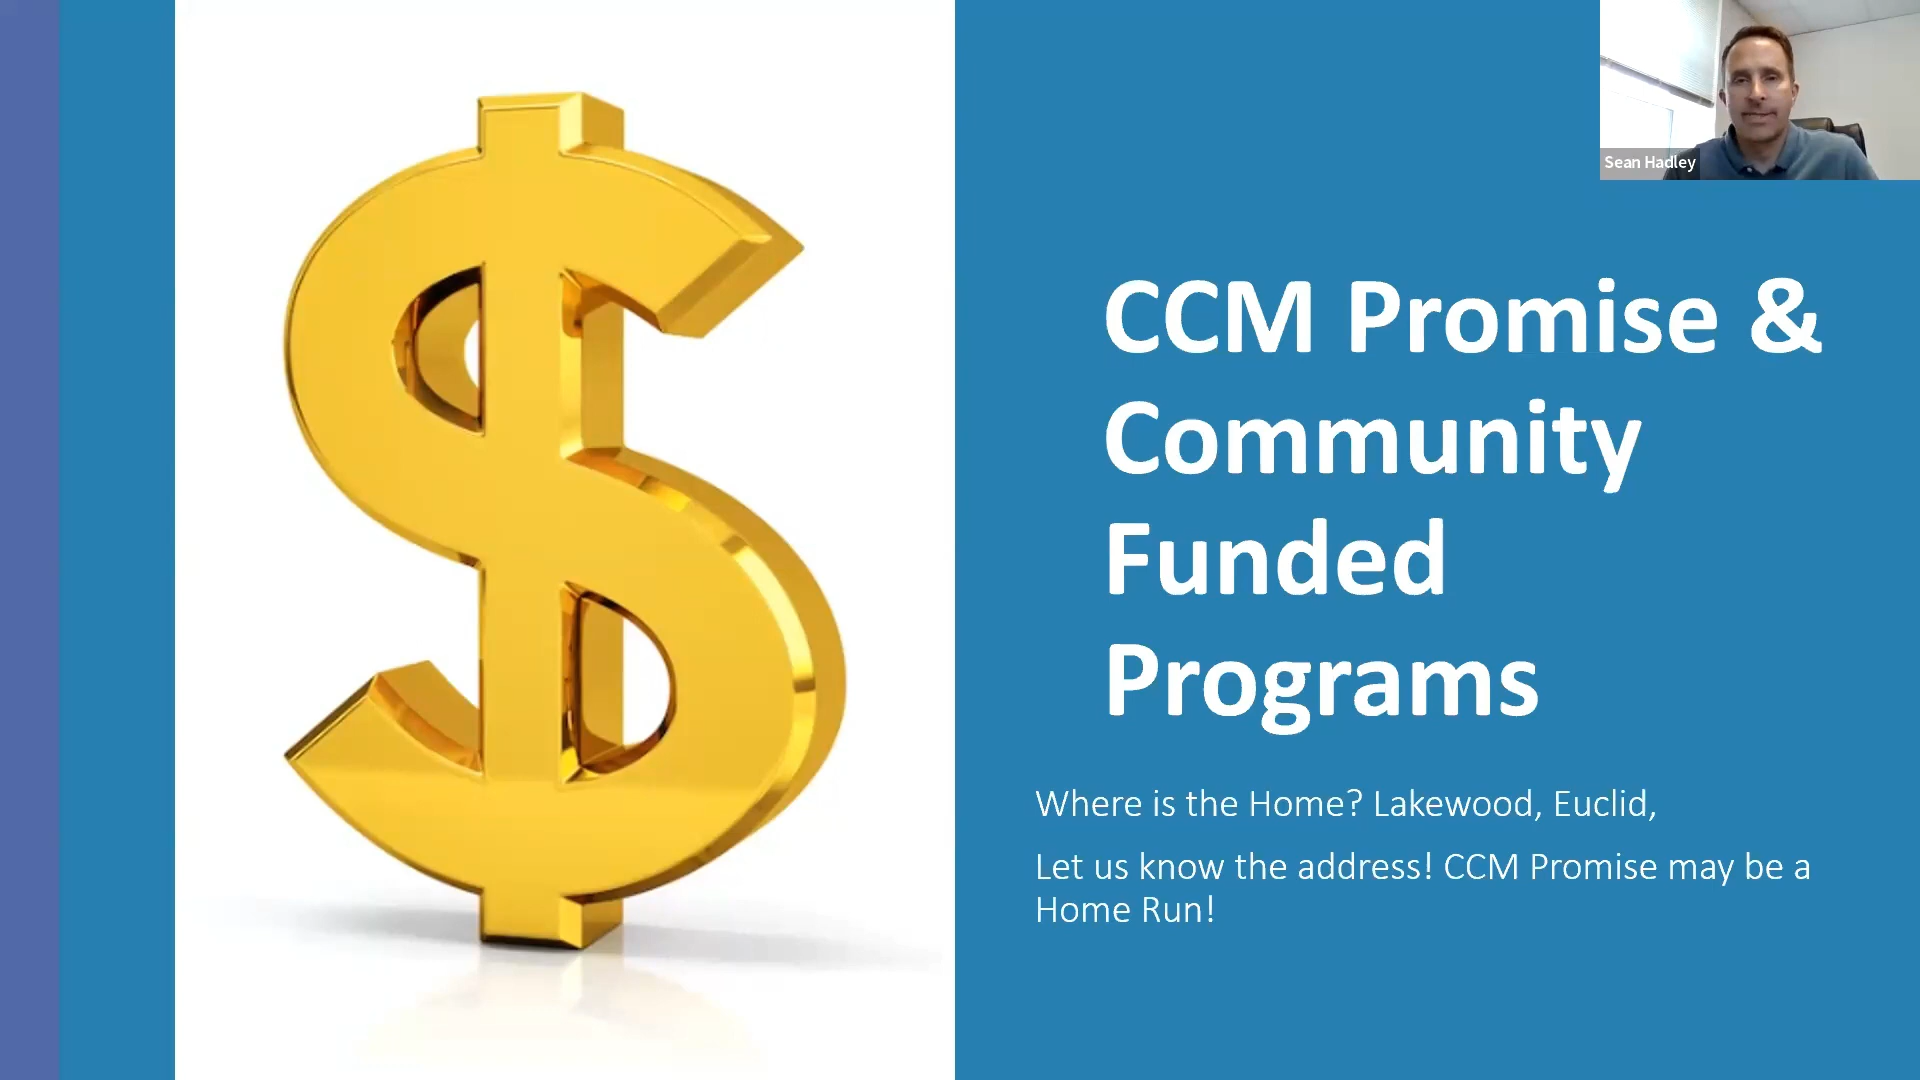 Sean Hadley
CCM Promise &
Community
Funded
Programs
Where is the Home? Lakewood, Euclid,
Let us know the address! CCM Promise may be a
Home Run!